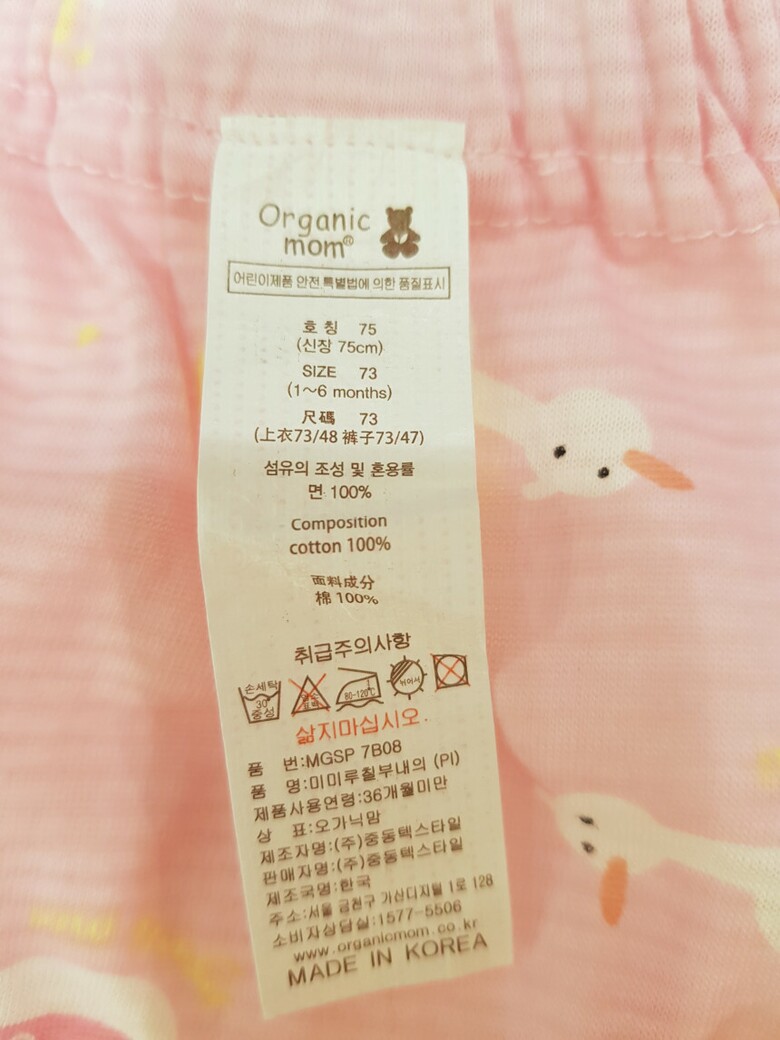 Organic
mom®
어린이제품 안전 특별법에 의한 품질표시
호 칭 75
(신장 75cm)
SIZE 73
(1~6 months)
尺碼 73
(上衣73/48 裤子73/47)
섬유의 조성 및 혼용률
면 100%
Composition
cotton 100%
面料成分
棉 100%
취급주의사항
손세탁
30°
중성
80-120℃
뉘어서
삶지마십시오.
품 번:MGSP 7B08
품 명:미미루칠부내의 (PI)
제품사용연령:36개월미만
상 표:오가닉맘
제조자명:(주)중동텍스타일
판매자명:(주)중동텍스타일
제조국명:한국
주소:서울 금천구 가산디지털 1로 128
소비자상담실:1577-5506
www.organicmom.co.kr
MADE IN KOREA